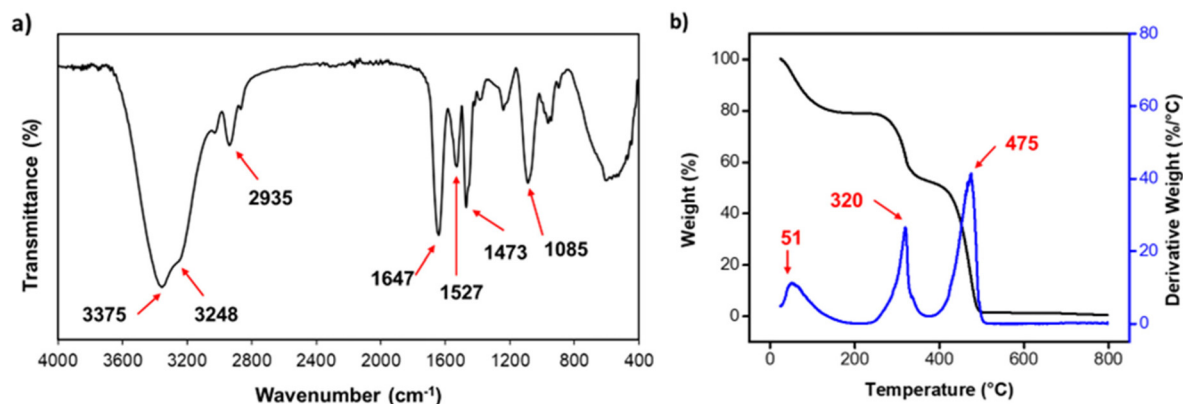 a)
Transmittance (%)
3375
3248
2935
1647
1527
1473
1085
4000 3600 3200 2800 2400 2000 1600 1200 800 400
Wavenumber (cm⁻¹)
b)
Weight (%)
100
80
60
40
20
0
51
320
475
80
60
40
20
0
Derative Weight (%/°C)
0 200 400 600 800
Temperature (°C)